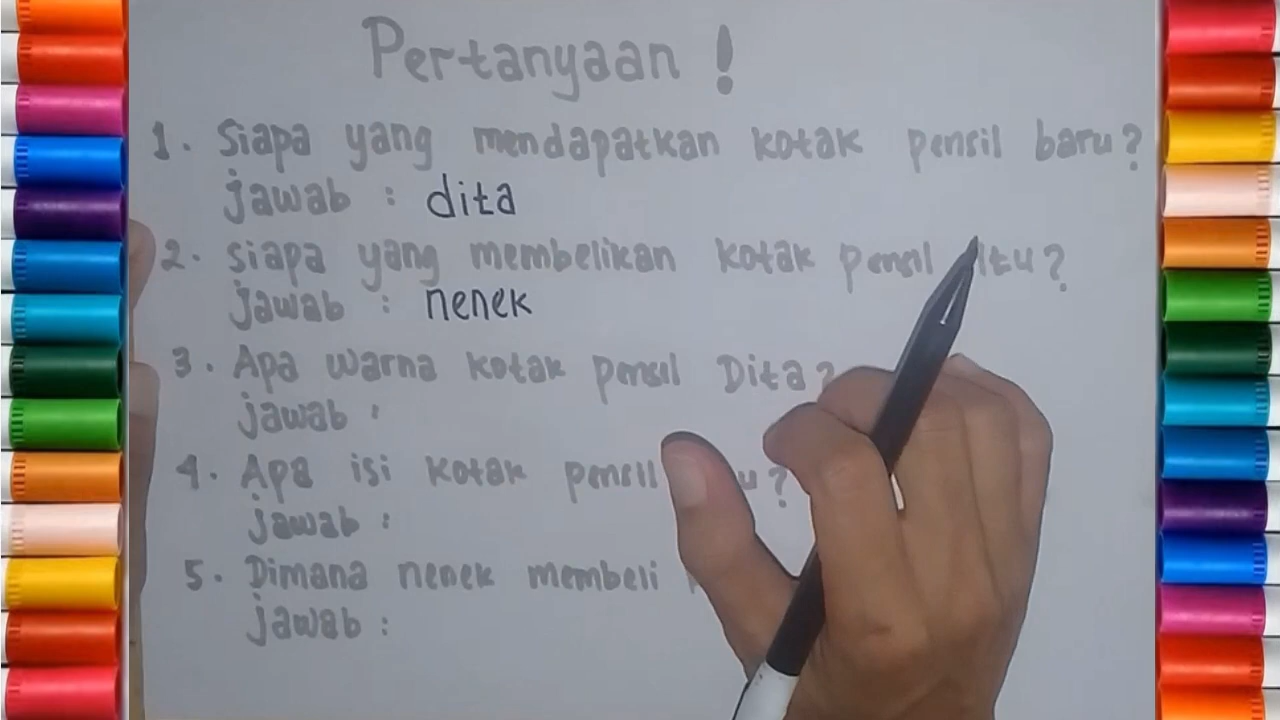 Pertanyaan !
1. Siapa yang mendapatkan kotak pensil baru?
jawab : dita
2. siapa yang membelikan kotak pensil itu?
jawab : nenek
3. Apa warna kotak pensil Dita?
jawab :
4. Apa isi kotak pensil u?
jawab :
5. Dimana nenek membeli
jawab :